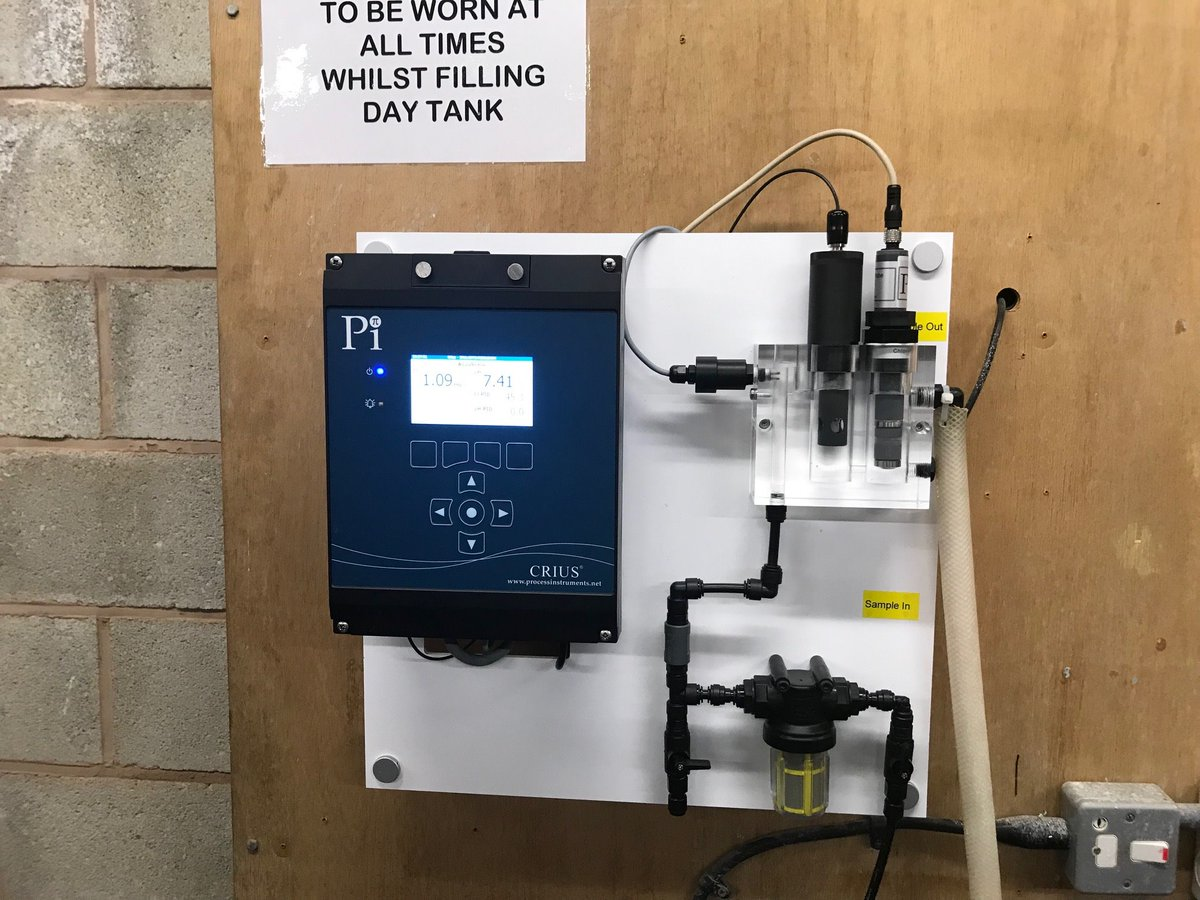 TO BE WORN AT
ALL TIMES
WHILST FILLING
DAY TANK
Pi
π
1.09
7.41
CRIUS®
www.processinstruments.net
Out
Sample In